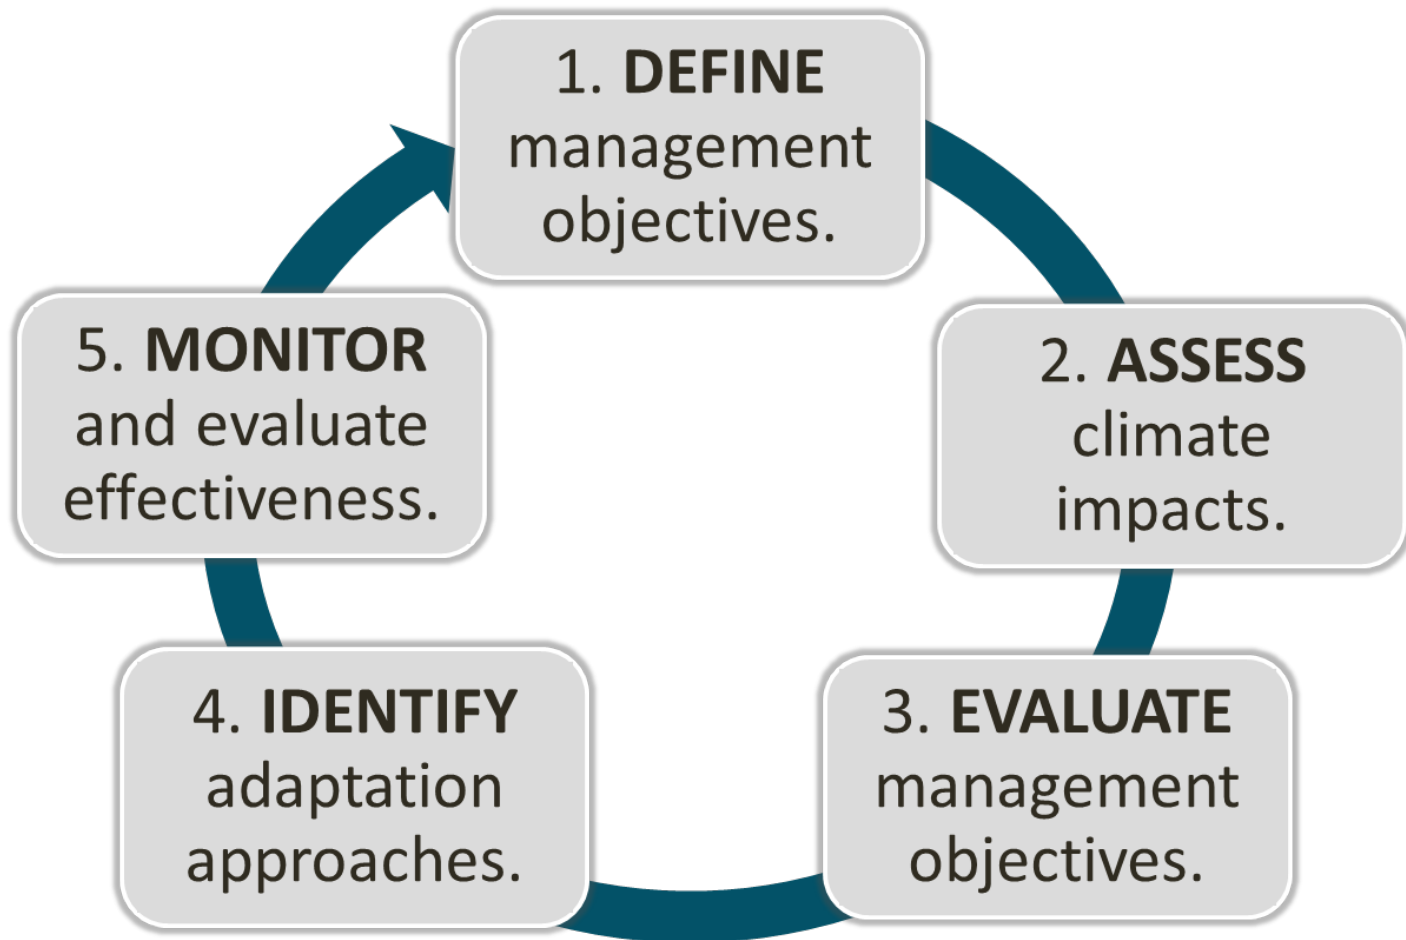 1. DEFINE
management
objectives.
2. ASSESS
climate
impacts.
3. EVALUATE
management
objectives.
4. IDENTIFY
adaptation
approaches.
5. MONITOR
and evaluate
effectiveness.